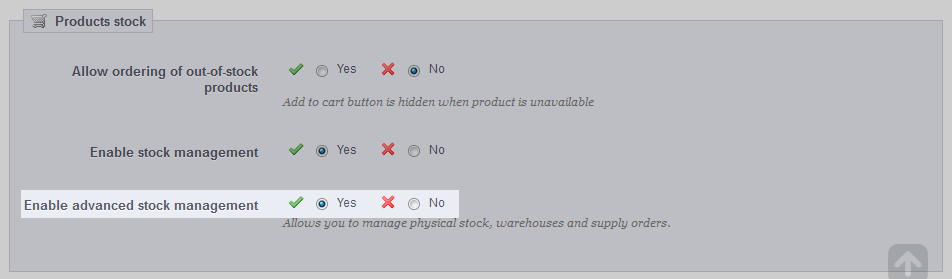 Products stock
Allow ordering of out-of-stock products Yes No
Add to cart button is hidden when product is unavailable
Enable stock management Yes No
Enable advanced stock management Yes No
Allows you to manage physical stock, warehouses and supply orders.